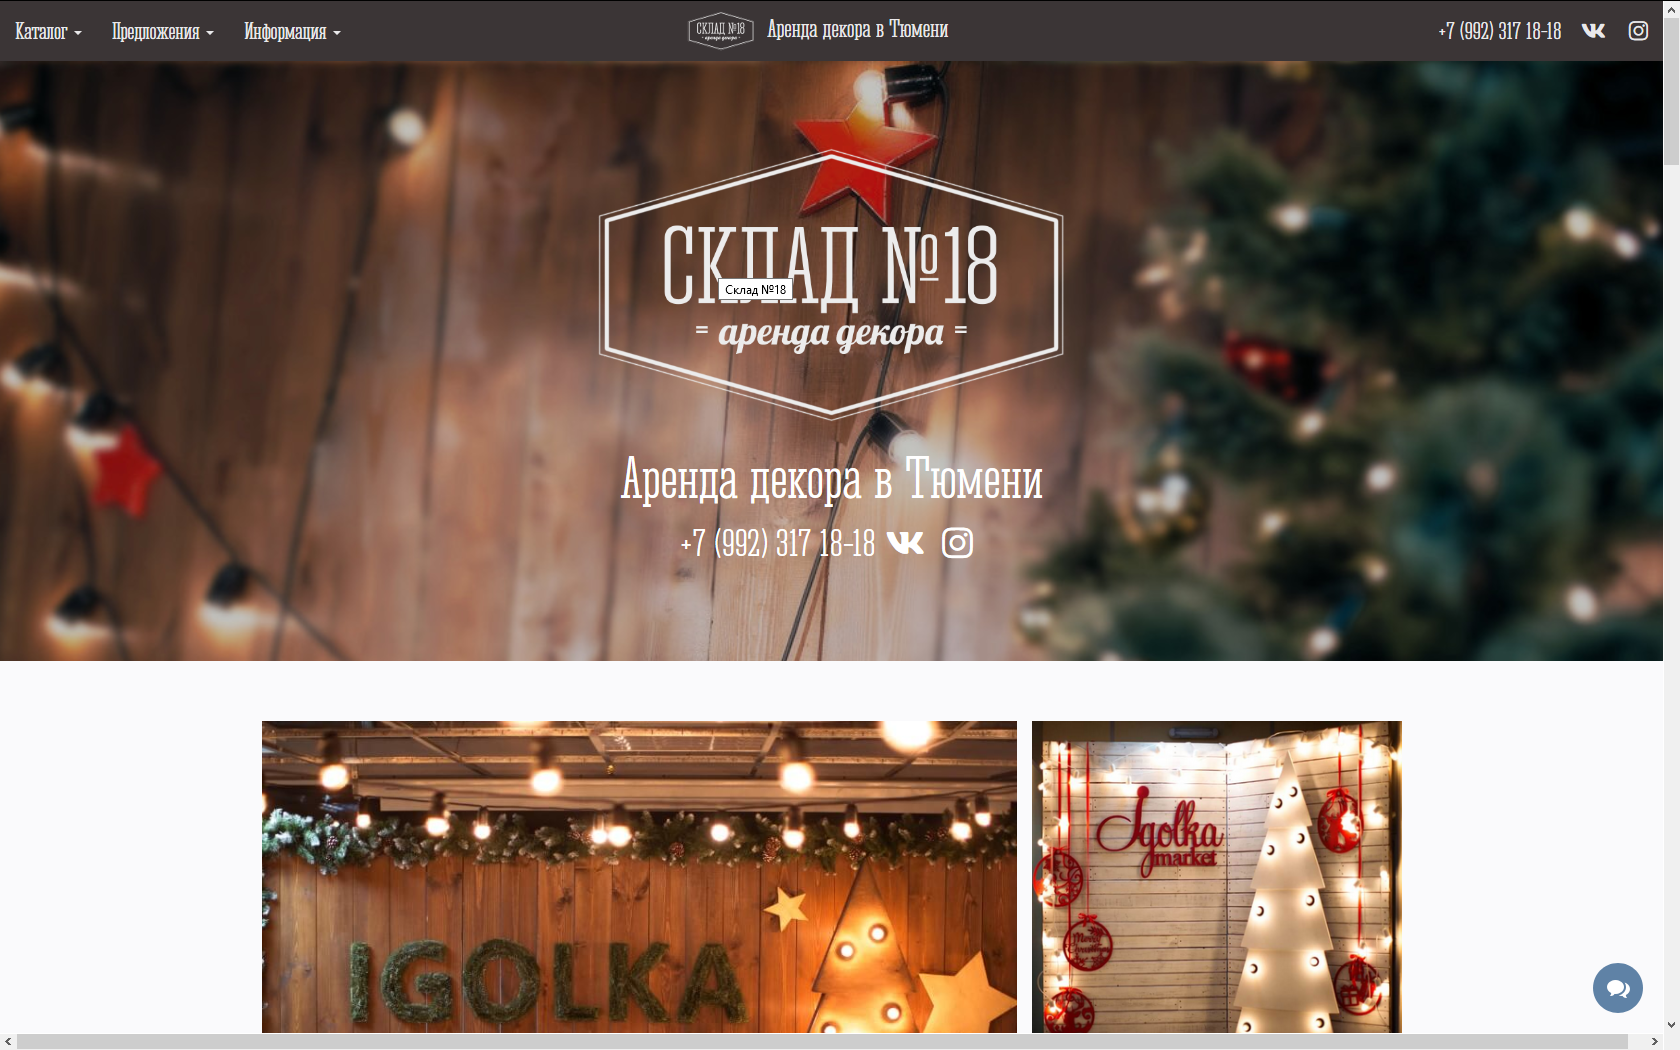 Каталог
Предложения
Информация
СКЛАД №18
аренда декора
Аренда декора в Тюмени
+7 (992) 317 18-18
СКЛАД №18
Склад №18
= аренда декора =
Аренда декора в Тюмени
+7 (992) 317 18-18
IGOLKA
Igolka
market